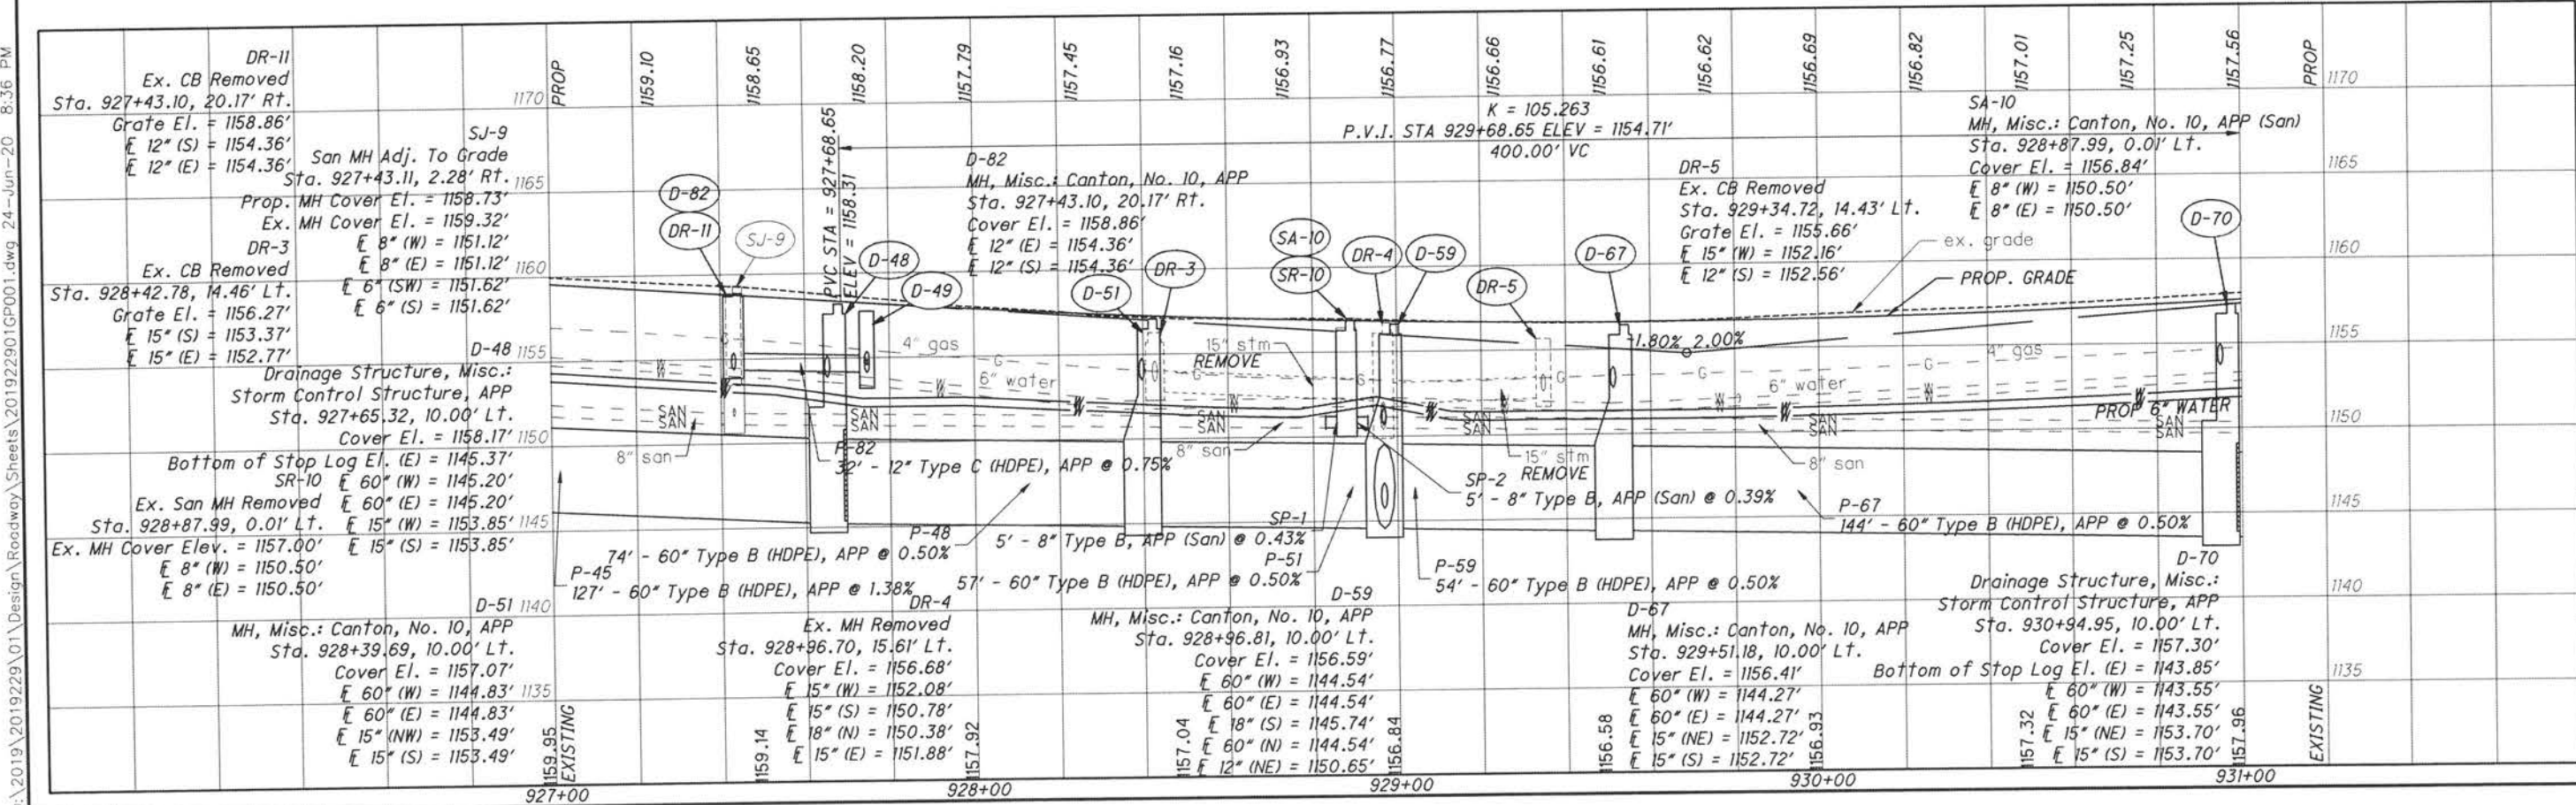 :\2019\2019229\01\Design\Roadway\Sheets\201922901GP001.dwg 24-Jun-20 8:36 PM
DR-11
Ex. CB Removed
Sta. 927+43.10, 20.17' Rt.
Grate El. = 1158.86'
℄ 12" (S) = 1154.36'
℄ 12" (E) = 1154.36'
SJ-9
San MH Adj. To Grade
Sta. 927+43.11, 2.28' Rt.
Prop. MH Cover El. = 1158.73'
Ex. MH Cover El. = 1159.32'
℄ 8" (W) = 1151.12'
℄ 8" (E) = 1151.12'
℄ 6" (SW) = 1151.62'
℄ 6" (S) = 1151.62'
DR-3
Ex. CB Removed
Sta. 928+42.78, 14.46' Lt.
Grate El. = 1156.27'
℄ 15" (S) = 1153.37'
℄ 15" (E) = 1152.77'
D-48
Drainage Structure, Misc.:
Storm Control Structure, APP
Sta. 927+65.32, 10.00' Lt.
Cover El. = 1158.17'
Bottom of Stop Log El. (E) = 1145.37'
℄ 60" (W) = 1145.20'
℄ 60" (E) = 1145.20'
℄ 15" (W) = 1153.85'
℄ 15" (S) = 1153.85'
SR-10
Ex. San MH Removed
Sta. 928+87.99, 0.01' Lt.
Ex. MH Cover Elev. = 1157.00'
℄ 8" (W) = 1150.50'
℄ 8" (E) = 1150.50'
D-51
MH, Misc.: Canton, No. 10, APP
Sta. 928+39.69, 10.00' Lt.
Cover El. = 1157.07'
℄ 60" (W) = 1144.83'
℄ 60" (E) = 1144.83'
℄ 15" (NW) = 1153.49'
℄ 15" (S) = 1153.49'
1170
1165
1160
1155
1150
1145
1140
1135
PROP
1159.10
1158.65
1158.20
1157.79
1157.45
1157.16
1156.93
1156.77
1156.66
1156.61
1156.62
1156.69
1156.82
1157.01
1157.25
1157.56
PROP
PVC STA = 927+68.65
ELEV = 1158.31
K = 105.263
P.V.I. STA 929+68.65 ELEV = 1154.71'
400.00' VC
D-82
MH, Misc.: Canton, No. 10, APP
Sta. 927+43.10, 20.17' Rt.
Cover El. = 1158.86'
℄ 12" (E) = 1154.36'
℄ 12" (S) = 1154.36'
DR-5
Ex. CB Removed
Sta. 929+34.72, 14.43' Lt.
Grate El. = 1155.66'
℄ 15" (W) = 1152.16'
℄ 12" (S) = 1152.56'
SA-10
MH, Misc.: Canton, No. 10, APP (San)
Sta. 928+87.99, 0.01' Lt.
Cover El. = 1156.84'
℄ 8" (W) = 1150.50'
℄ 8" (E) = 1150.50'
D-82
DR-11
SJ-9
D-48
D-49
D-51
DR-3
SA-10
SR-10
DR-4
D-59
DR-5
D-67
D-70
ex. grade
PROP. GRADE
-1.80% 2.00%
G
4" gas
G
15" stm
REMOVE
G
G
G
4" gas
G
W
W
6" water
W
W
6" water
W
W
W
W
W
W
W
W
PROP 6" WATER
SAN
SAN
SAN
SAN
SAN
SAN
SAN
SAN
SAN
SAN
SAN
SAN
8" san
8" san
15" stm
REMOVE
8" san
P-82
32' - 12" Type C (HDPE), APP @ 0.75%
SP-2
5' - 8" Type B, APP (San) @ 0.39%
P-48
74' - 60" Type B (HDPE), APP @ 0.50%
SP-1
5' - 8" Type B, APP (San) @ 0.43%
P-67
144' - 60" Type B (HDPE), APP @ 0.50%
P-45
127' - 60" Type B (HDPE), APP @ 1.38%
P-51
57' - 60" Type B (HDPE), APP @ 0.50%
P-59
54' - 60" Type B (HDPE), APP @ 0.50%
DR-4
Ex. MH Removed
Sta. 928+96.70, 15.61' Lt.
Cover El. = 1156.68'
℄ 15" (W) = 1152.08'
℄ 15" (S) = 1150.78'
℄ 18" (N) = 1150.38'
℄ 15" (E) = 1151.88'
D-59
MH, Misc.: Canton, No. 10, APP
Sta. 928+96.81, 10.00' Lt.
Cover El. = 1156.59'
℄ 60" (W) = 1144.54'
℄ 60" (E) = 1144.54'
℄ 18" (S) = 1145.74'
℄ 60" (N) = 1144.54'
℄ 12" (NE) = 1150.65'
D-67
MH, Misc.: Canton, No. 10, APP
Sta. 929+51.18, 10.00' Lt.
Cover El. = 1156.41'
℄ 60" (W) = 1144.27'
℄ 60" (E) = 1144.27'
℄ 15" (NE) = 1152.72'
℄ 15" (S) = 1152.72'
D-70
Drainage Structure, Misc.:
Storm Control Structure, APP
Sta. 930+94.95, 10.00' Lt.
Cover El. = 1157.30'
Bottom of Stop Log El. (E) = 1143.85'
℄ 60" (W) = 1143.55'
℄ 60" (E) = 1143.55'
℄ 15" (NE) = 1153.70'
℄ 15" (S) = 1153.70'
1170
1165
1160
1155
1150
1145
1140
1135
1159.95
EXISTING
1159.14
1157.92
1157.04
1156.84
1156.58
1156.93
1157.32
1157.96
EXISTING
927+00
928+00
929+00
930+00
931+00